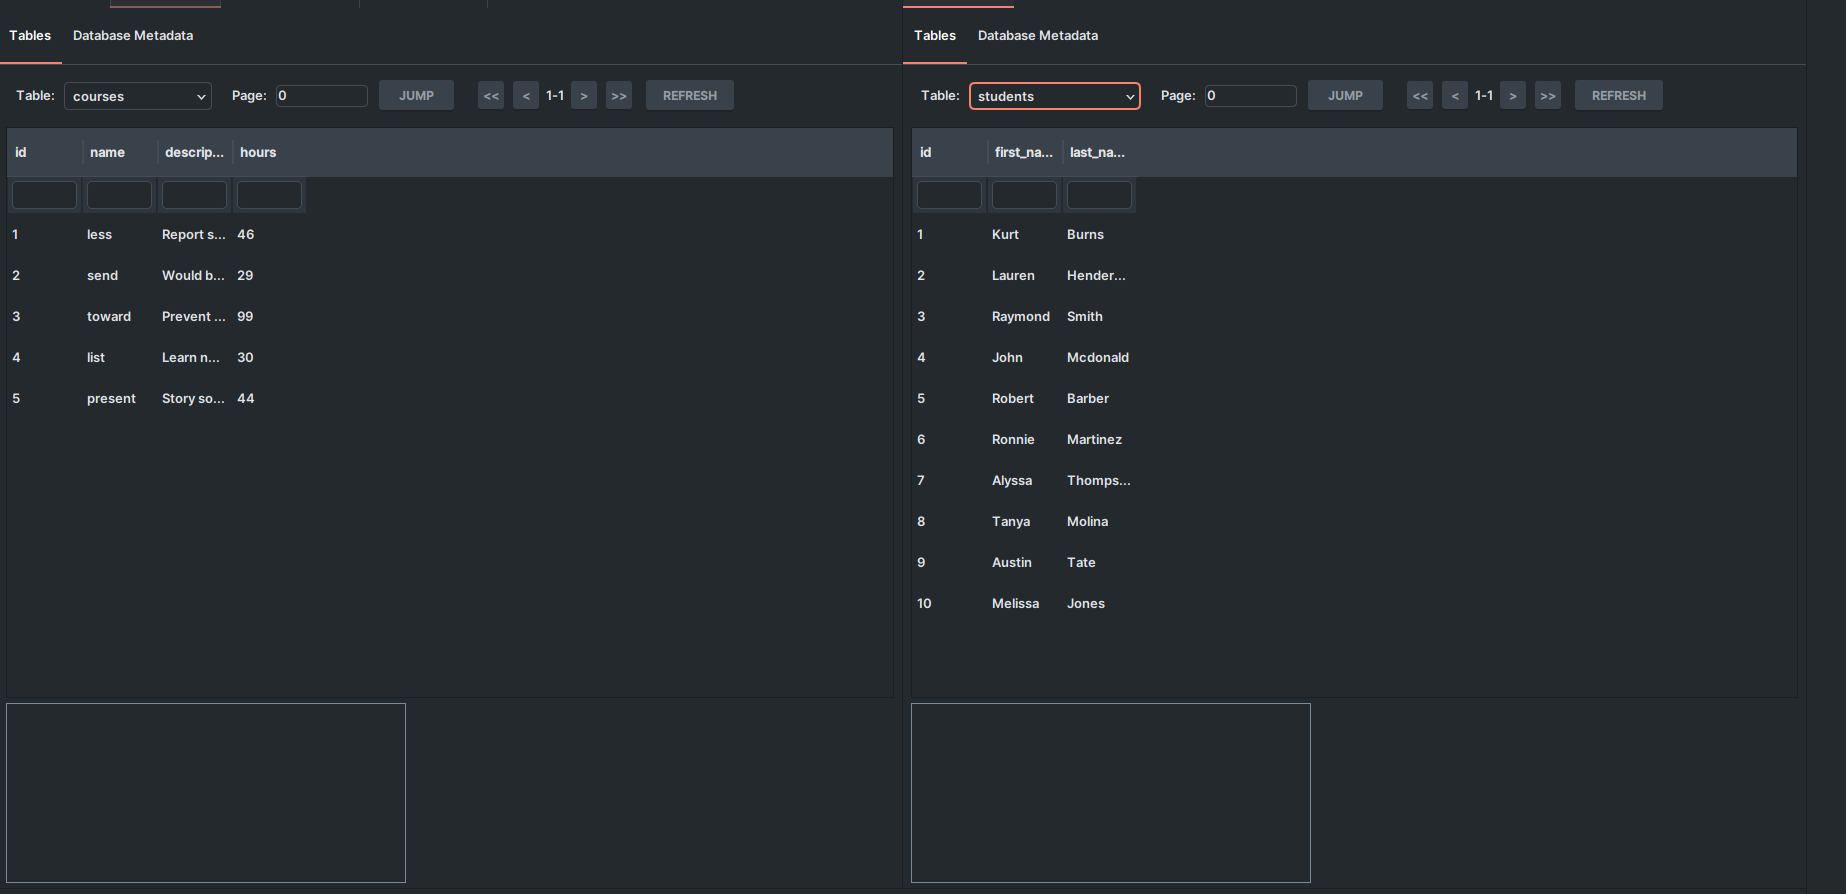 Tables Database Metadata
Table: courses Page: 0 JUMP << < 1-1 > >> REFRESH
id name descrip... hours
1 less Report s... 46
2 send Would b... 29
3 toward Prevent ... 99
4 list Learn n... 30
5 present Story so... 44
Tables Database Metadata
Table: students Page: 0 JUMP << < 1-1 > >> REFRESH
id first_na... last_na...
1 Kurt Burns
2 Lauren Hender...
3 Raymond Smith
4 John Mcdonald
5 Robert Barber
6 Ronnie Martinez
7 Alyssa Thomps...
8 Tanya Molina
9 Austin Tate
10 Melissa Jones